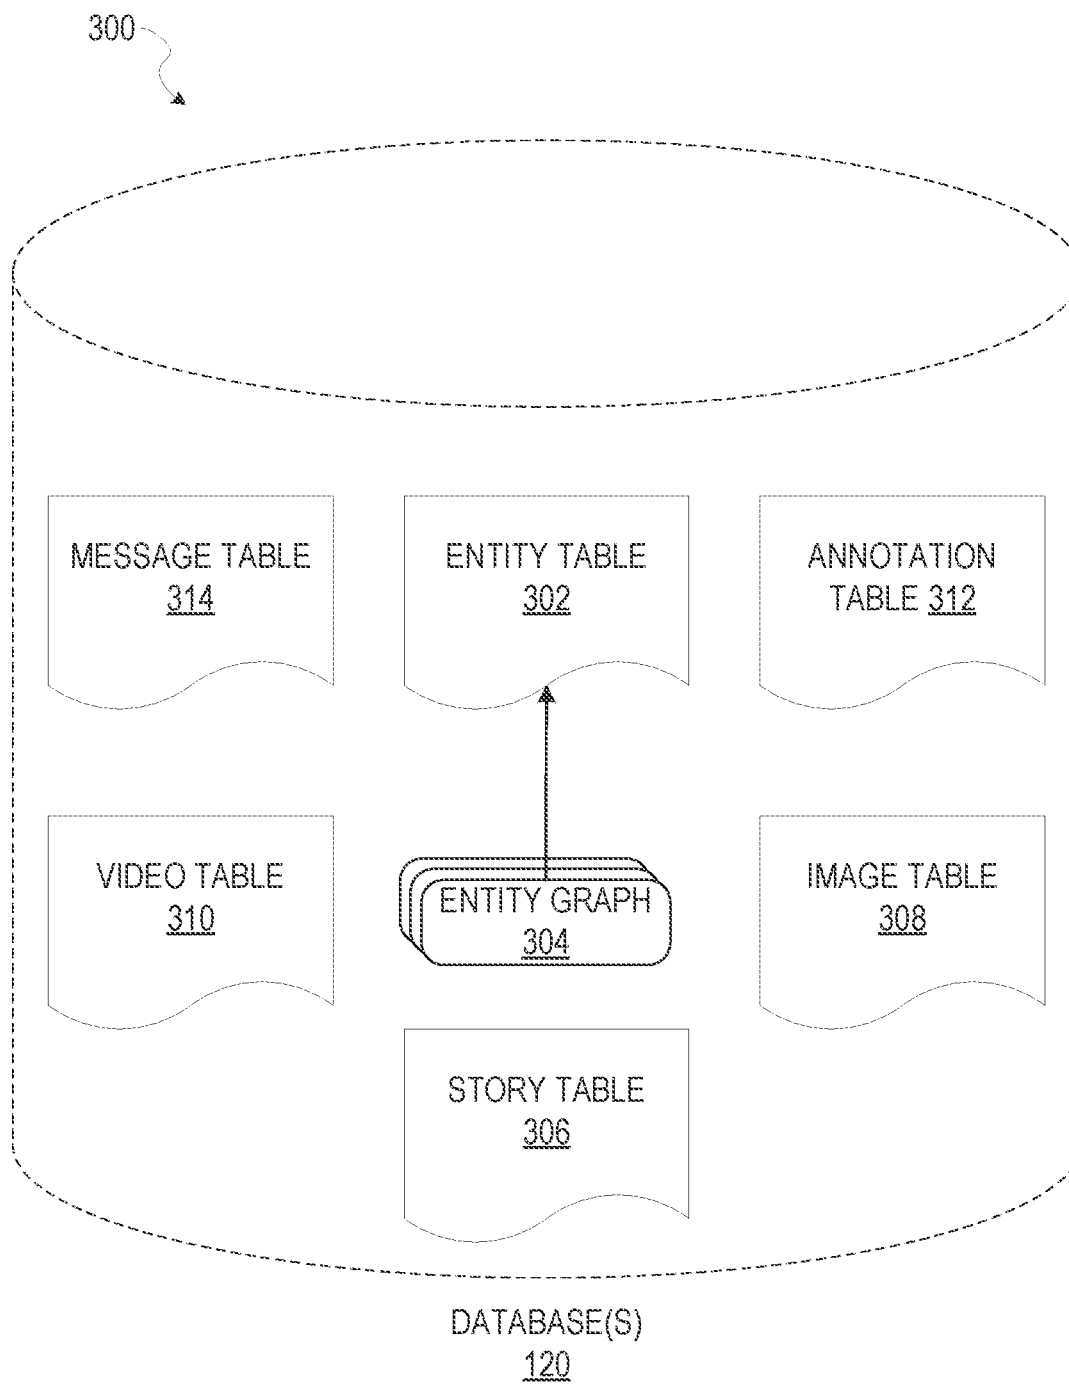 300
MESSAGE TABLE
314
ENTITY TABLE
302
ANNOTATION
TABLE 312
VIDEO TABLE
310
ENTITY GRAPH
304
IMAGE TABLE
308
STORY TABLE
306
DATABASE(S)
120